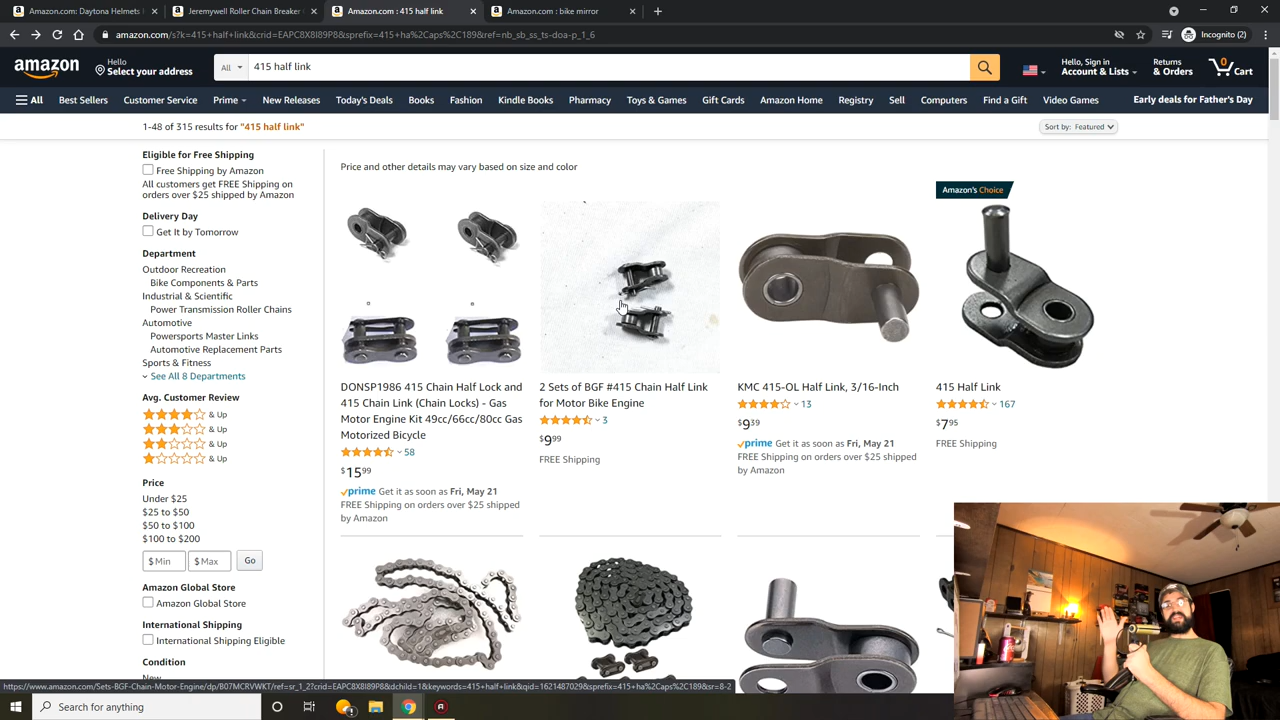 Amazon.com: Daytona Helmets
Jeremywell Roller Chain Breaker
Amazon.com : 415 half link
Amazon.com : bike mirror
amazon.com/s?k=415+half+link&crid=EAPC8X8I89P8&sprefix=415+ha%2Caps%2C189&ref=nb_sb_ss_ts-doa-p_1_6
Incognito (2)
amazon
Hello
Select your address
All
415 half link
Hello, Sign in
Account & Lists
Returns
& Orders
0
Cart
All
Best Sellers
Customer Service
Prime
New Releases
Today's Deals
Books
Fashion
Kindle Books
Pharmacy
Toys & Games
Gift Cards
Amazon Home
Registry
Sell
Computers
Find a Gift
Video Games
Early deals for Father's Day
1-48 of 315 results for "415 half link"
Sort by: Featured
Eligible for Free Shipping
Free Shipping by Amazon
All customers get FREE Shipping on
orders over $25 shipped by Amazon
Delivery Day
Get It by Tomorrow
Department
Outdoor Recreation
Bike Components & Parts
Industrial & Scientific
Power Transmission Roller Chains
Automotive
Powersports Master Links
Automotive Replacement Parts
Sports & Fitness
See All 8 Departments
Avg. Customer Review
& Up
& Up
& Up
& Up
Price
Under $25
$25 to $50
$50 to $100
$100 to $200
$ Min
$ Max
Go
Amazon Global Store
Amazon Global Store
International Shipping
International Shipping Eligible
Condition
New
Price and other details may vary based on size and color
DONSP1986 415 Chain Half Lock and
415 Chain Link (Chain Locks) - Gas
Motor Engine Kit 49cc/66cc/80cc Gas
Motorized Bicycle
58
$15 99
prime Get it as soon as Fri, May 21
FREE Shipping on orders over $25 shipped
by Amazon
2 Sets of BGF #415 Chain Half Link
for Motor Bike Engine
3
$9 99
FREE Shipping
KMC 415-OL Half Link, 3/16-Inch
13
$9 39
prime Get it as soon as Fri, May 21
FREE Shipping on orders over $25 shipped
by Amazon
Amazon's Choice
415 Half Link
167
$7 95
FREE Shipping
https://www.amazon.com/Sets-BGF-Chain-Motor-Engine/dp/B07MCRVWKT/ref=sr_1_2?crid=EAPC8X8I89P8&dchild=1&keywords=415+half+link&qid=1621487029&sprefix=415+ha%2Caps%2C189&sr=8-2
Search for anything